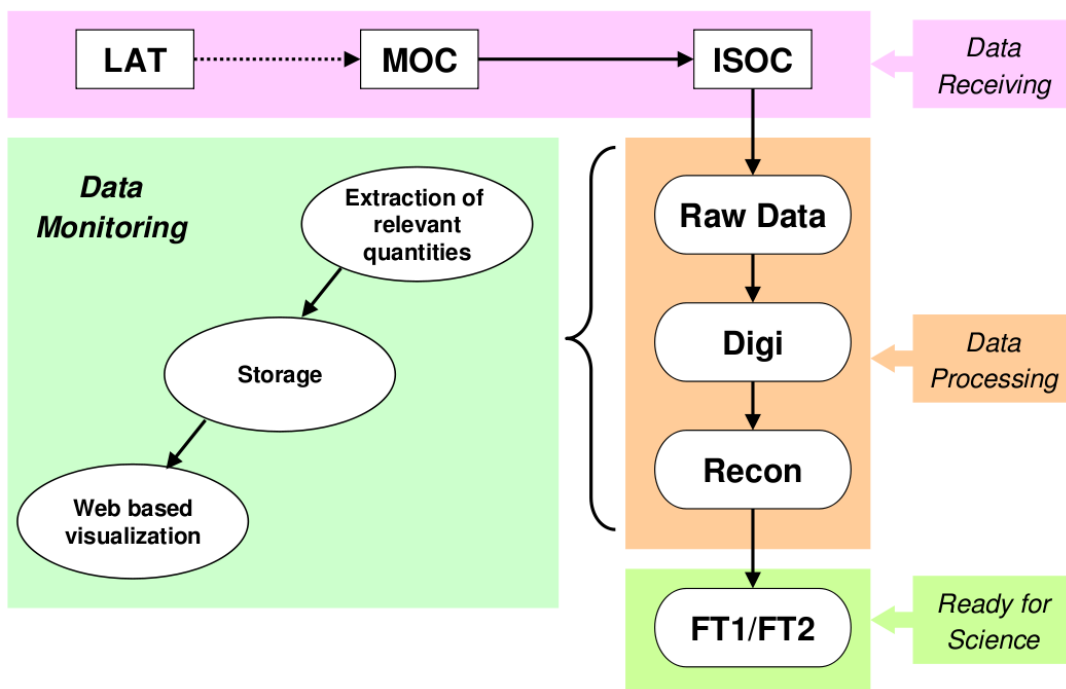 LAT
MOC
ISOC
Data
Receiving
Data
Monitoring
Extraction of
relevant
quantities
Storage
Web based
visualization
Raw Data
Digi
Recon
Data
Processing
FT1/FT2
Ready for
Science